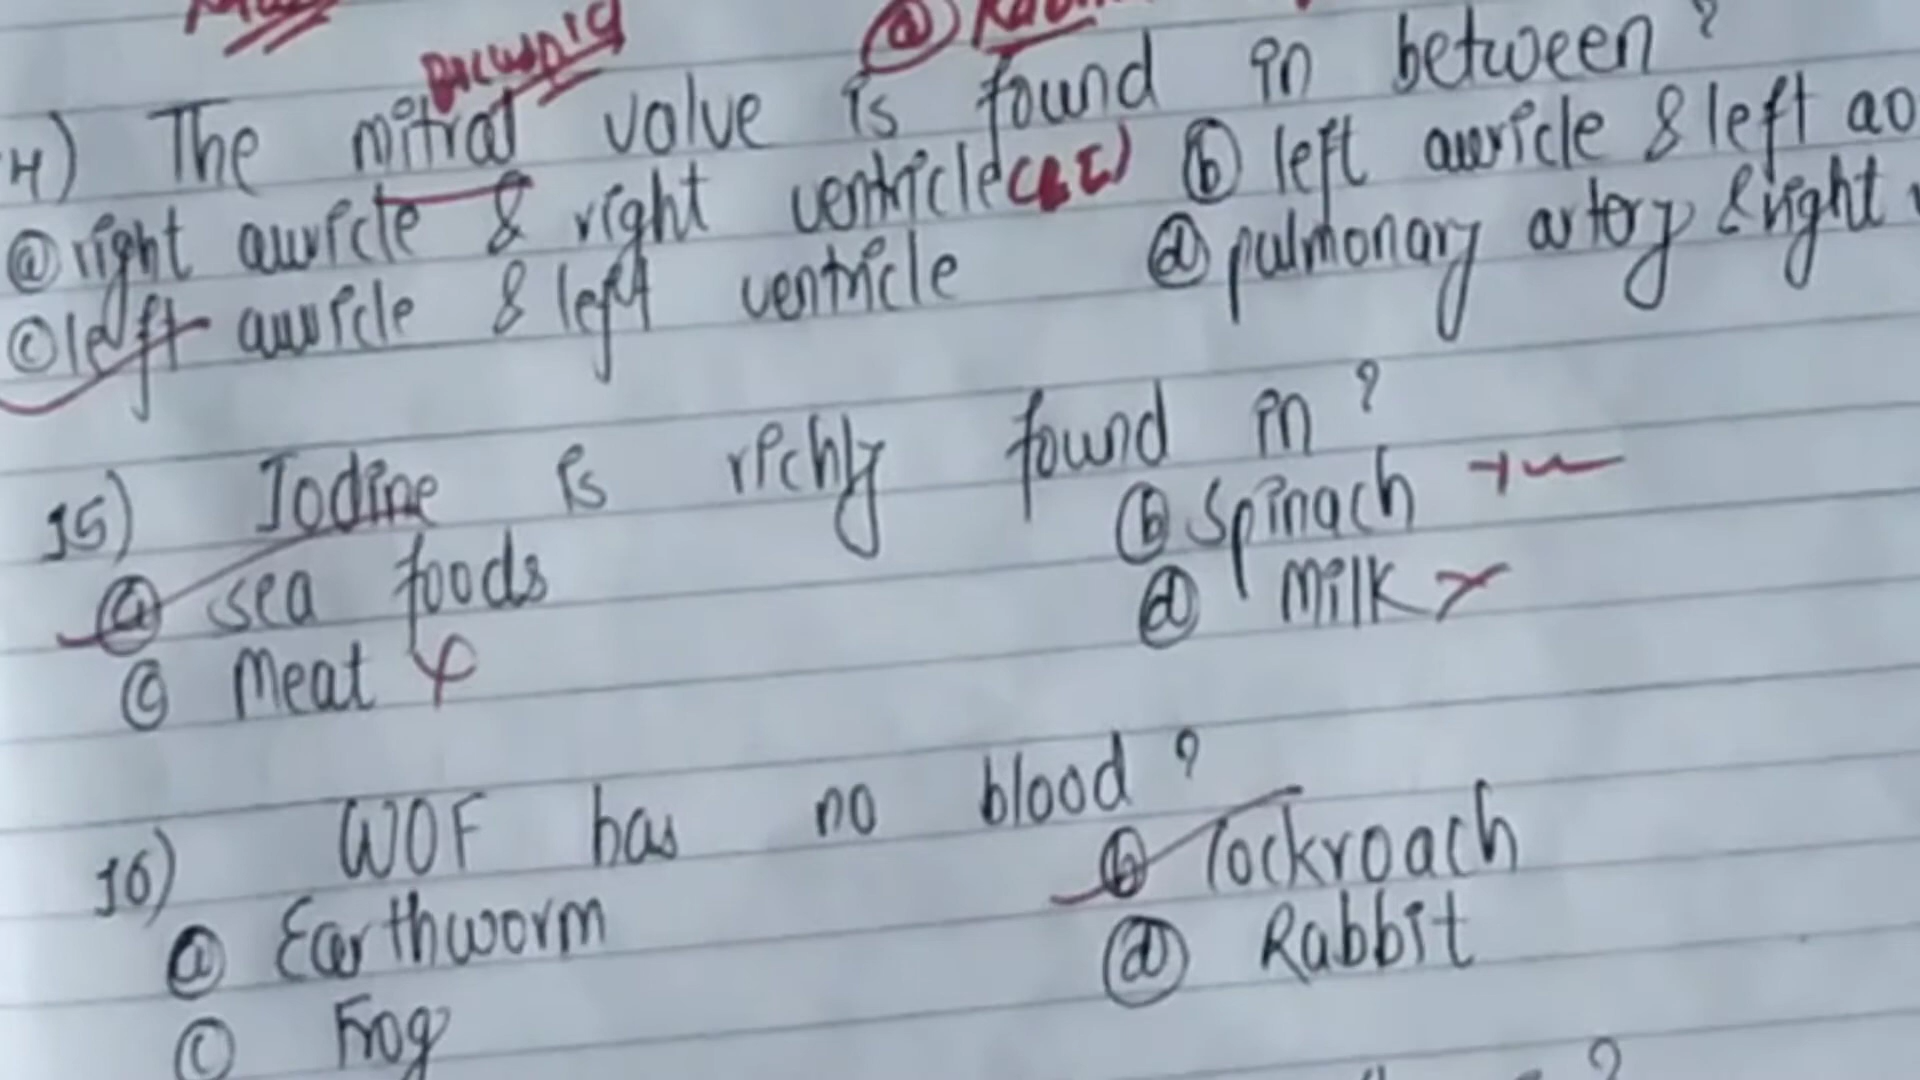 Bicuspid
4) The mitral valve is found in between?
ⓐ right auricle & right ventricle ⓑ left auricle & left ao
ⓒ left auricle & left ventricle ⓓ pulmonary artery & right
15) Iodine is richly found in?
ⓐ sea foods ⓑ Spinach
ⓒ Meat ⓓ Milk
16) WOF has no blood?
ⓐ Earthworm ⓑ Cockroach
ⓒ Frog ⓓ Rabbit